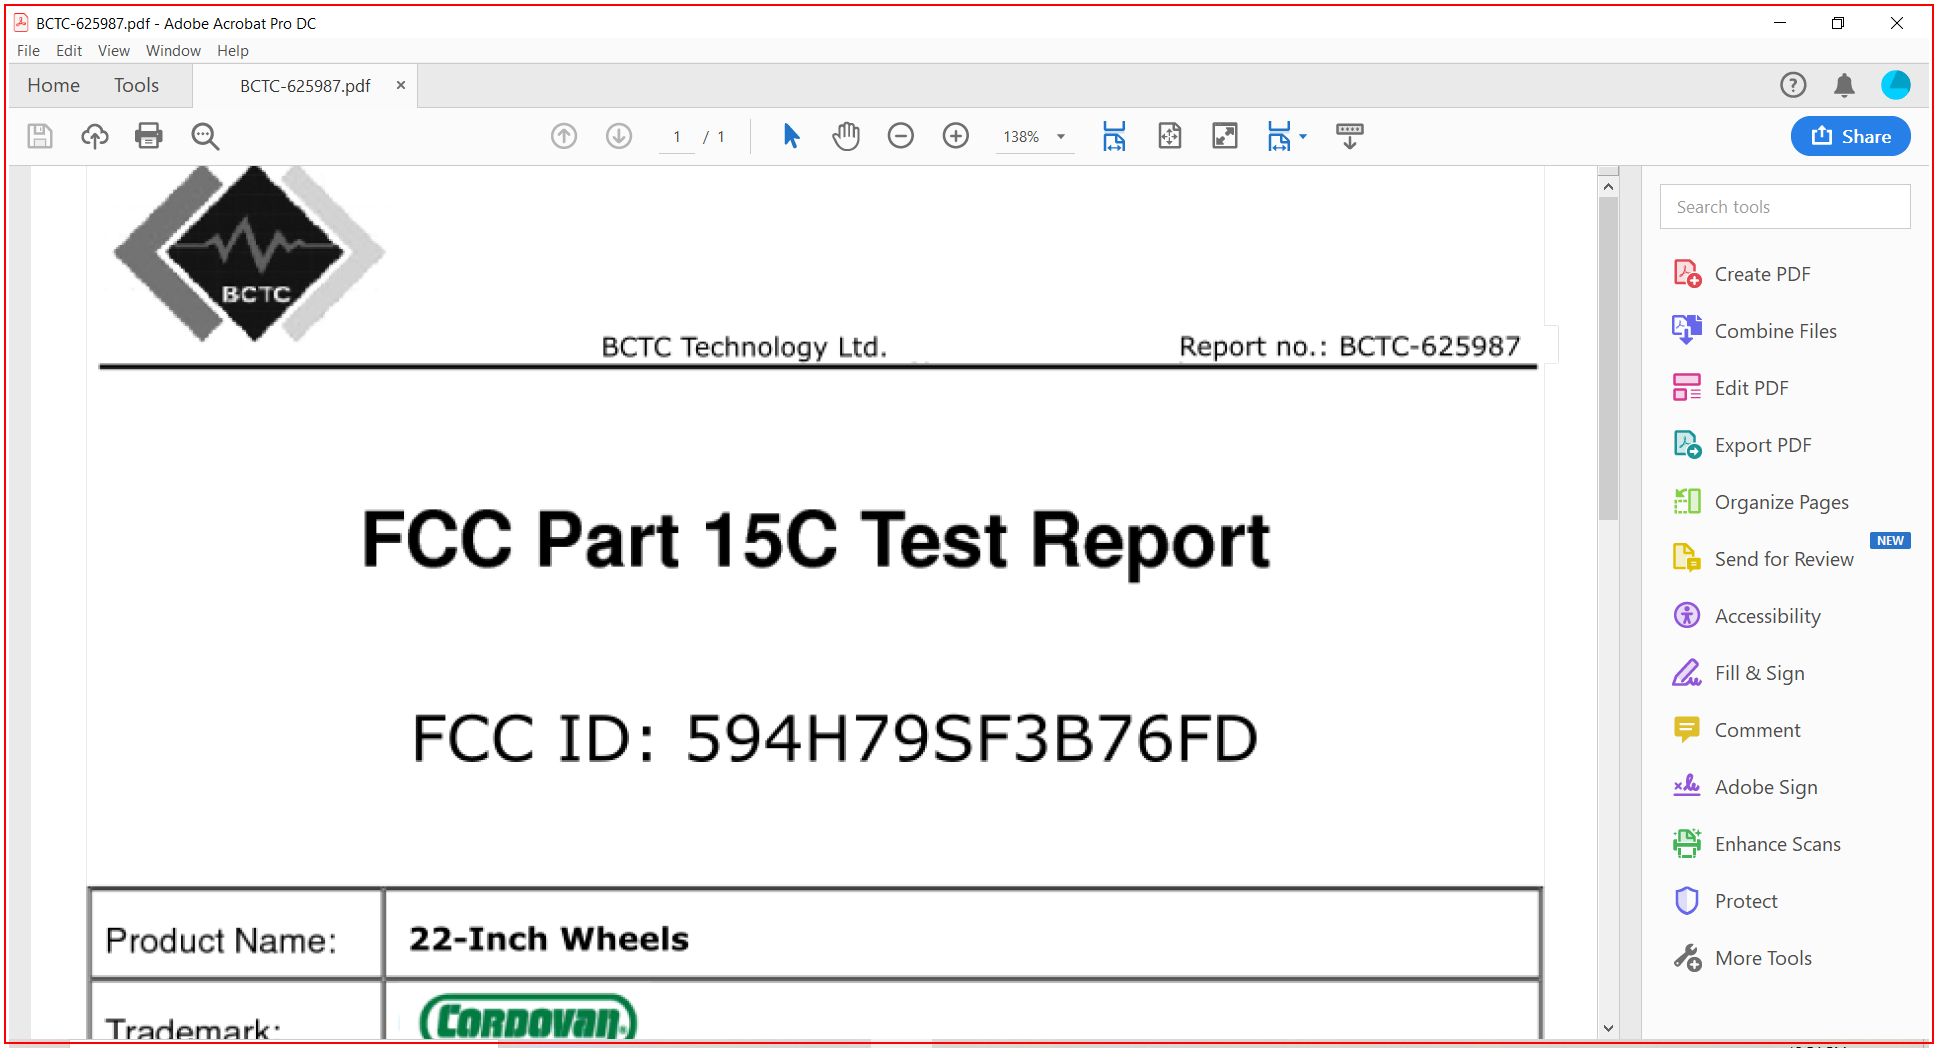 BCTC-625987.pdf - Adobe Acrobat Pro DC
File Edit View Window Help
Home Tools BCTC-625987.pdf
1 / 1 138% Share
Search tools
Create PDF
Combine Files
Edit PDF
Export PDF
Organize Pages
NEW
Send for Review
Accessibility
Fill & Sign
Comment
Adobe Sign
Enhance Scans
Protect
More Tools
BCTC
BCTC Technology Ltd. Report no.: BCTC-625987
FCC Part 15C Test Report
FCC ID: 594H79SF3B76FD
Product Name: 22-Inch Wheels
Trademark: CORDOVAN